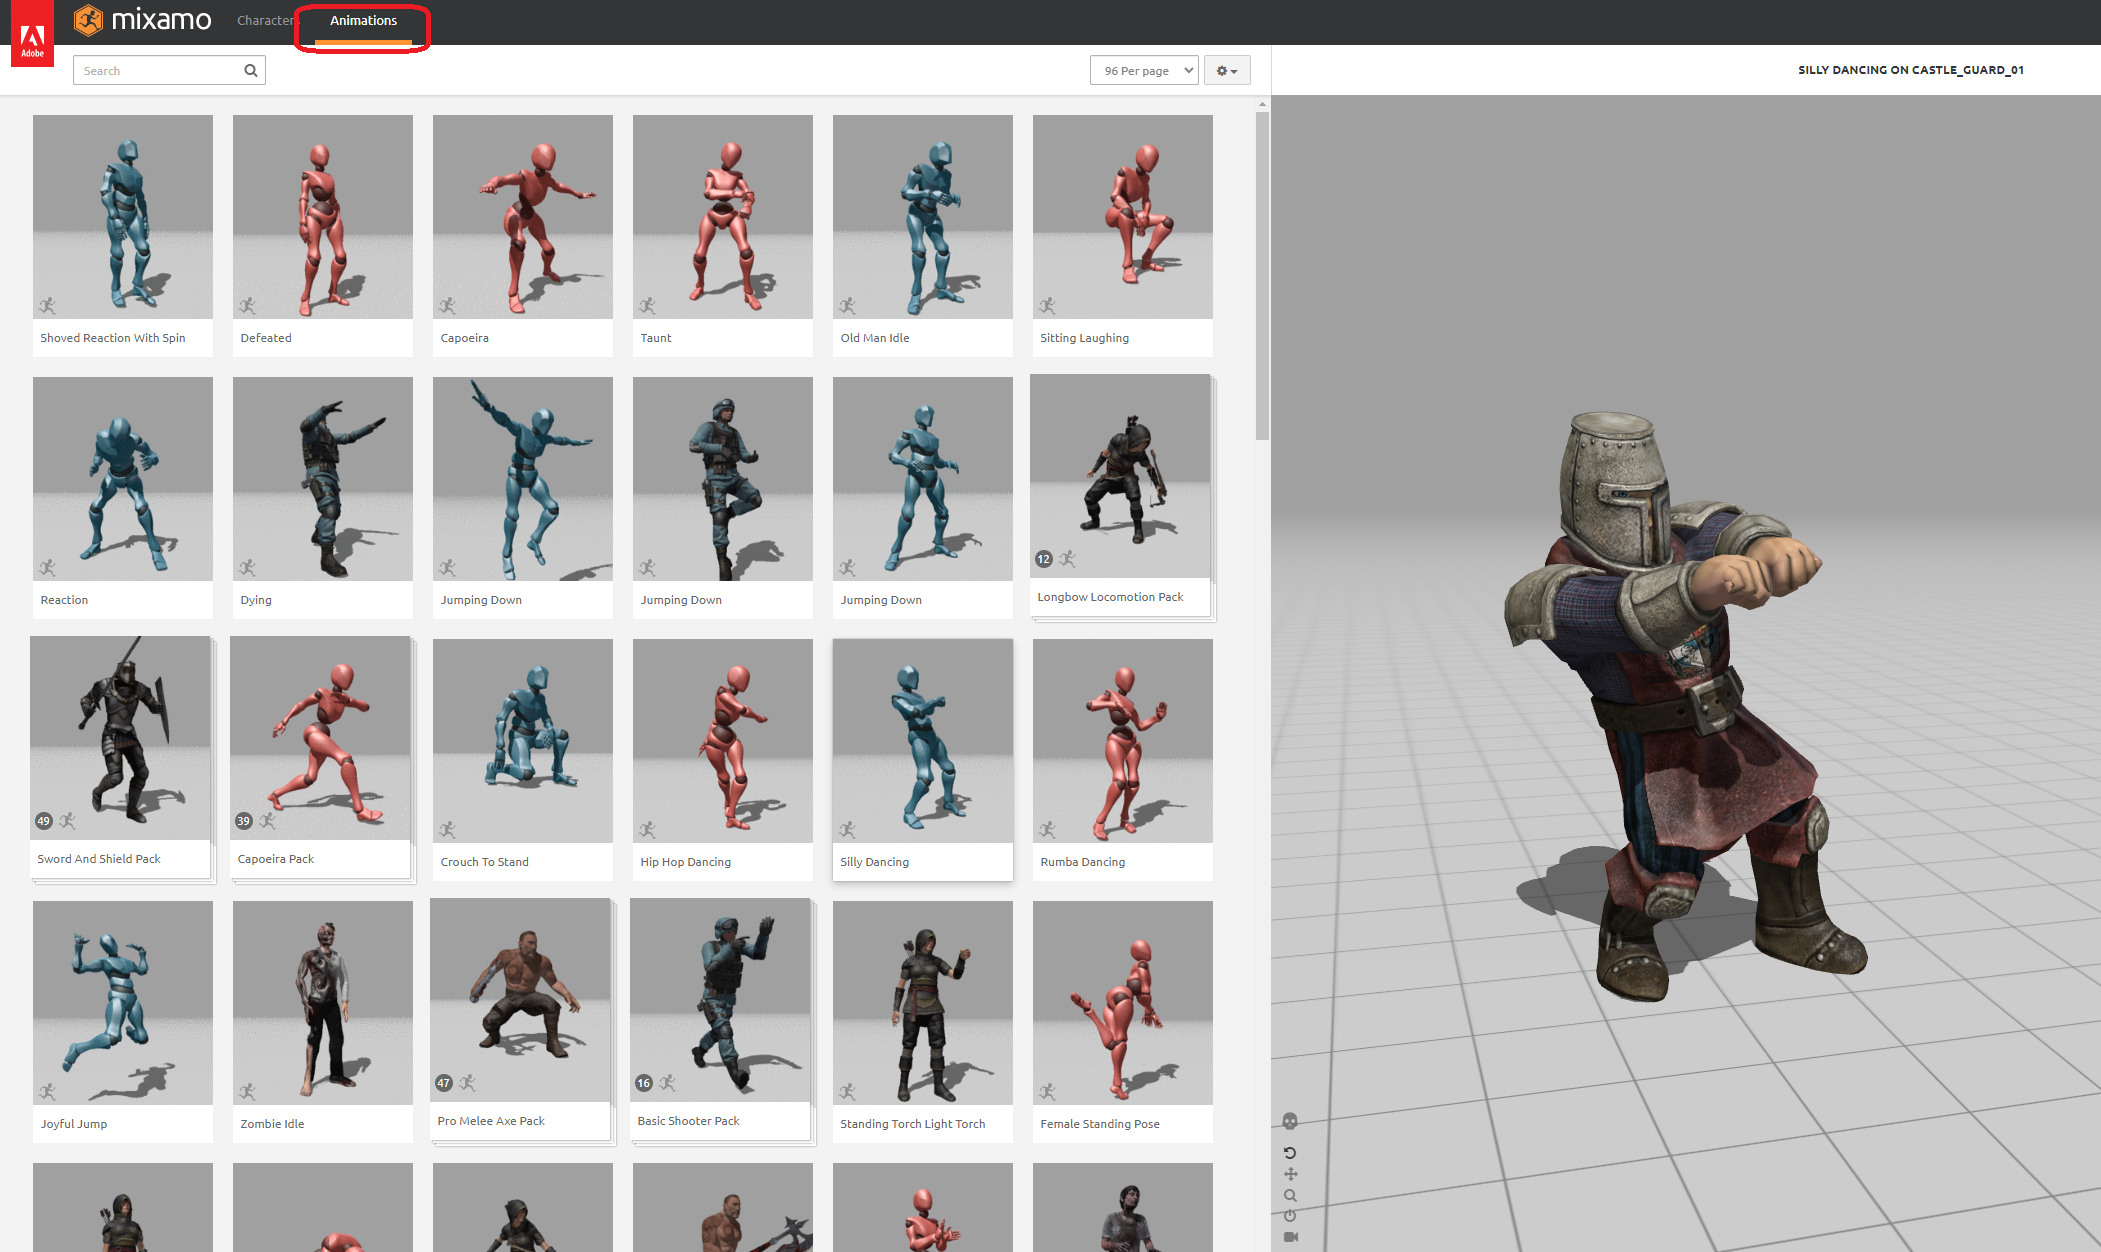 Adobe
mixamo
Characters
Animations
Search
96 Per page
SILLY DANCING ON CASTLE_GUARD_01
Shoved Reaction With Spin
Defeated
Capoeira
Taunt
Old Man Idle
Sitting Laughing
12
Reaction
Dying
Jumping Down
Jumping Down
Jumping Down
Longbow Locomotion Pack
49
39
Sword And Shield Pack
Capoeira Pack
Crouch To Stand
Hip Hop Dancing
Silly Dancing
Rumba Dancing
47
16
Joyful Jump
Zombie Idle
Pro Melee Axe Pack
Basic Shooter Pack
Standing Torch Light Torch
Female Standing Pose